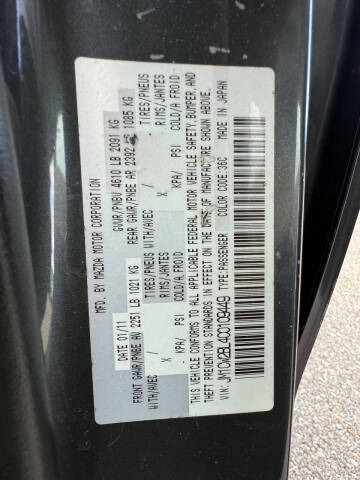 MFD. BY MAZDA MOTOR CORPORATION
DATE: 01/11 GVWR/PNBV 4610 LB 2091 KG
FRONT GAWR/PNBE AV 2251 LB 1021 KG REAR GAWR/PNBE AR 2392 LB 1085 KG
WITH/AVEC / TIRES/PNEUS WITH/AVEC / TIRES/PNEUS
X RIMS/JANTES X RIMS/JANTES
KPA/ PSI COLD/A FROID KPA/ PSI COLD/A FROID
THIS VEHICLE CONFORMS TO ALL APPLICABLE FEDERAL MOTOR VEHICLE SAFETY, BUMPER, AND
THEFT PREVENTION STANDARDS IN EFFECT ON THE DATE OF MANUFACTURE SHOWN ABOVE.
VIN: TYPE:PASSENGER COLOR CODE:36C MADE IN JAPAN